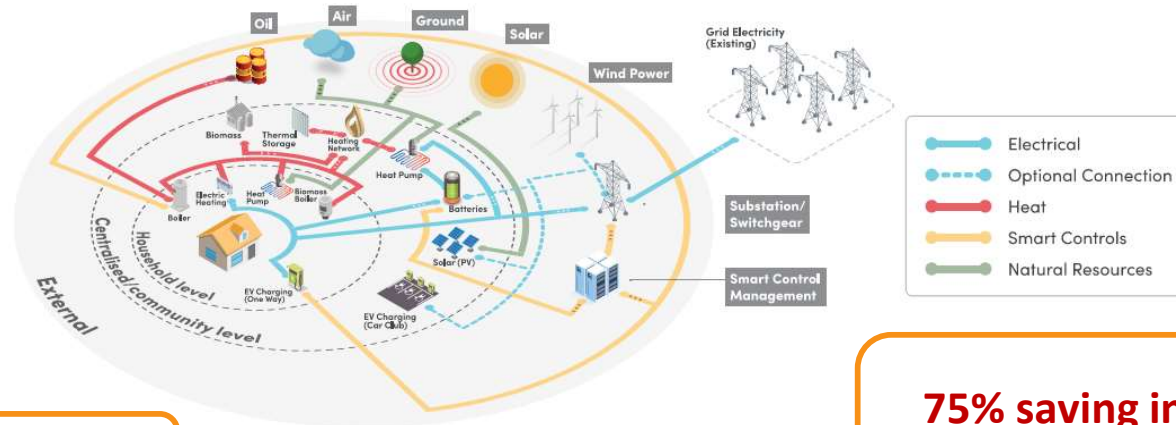 Oil
Air
Ground
Solar
Wind Power
Grid Electricity
(Existing)
Biomass
Thermal
Storage
Heating
Network
Heat Pump
Boiler
Electric
Heating
Heat
Pump
Biomass
Boiler
Batteries
Substation/
Switchgear
Solar (PV)
Smart Control
Management
EV Charging
(One Way)
EV Charging
(Car Club)
Household level
Centralised/community level
External
Electrical
Optional Connection
Heat
Smart Controls
Natural Resources
75% saving in